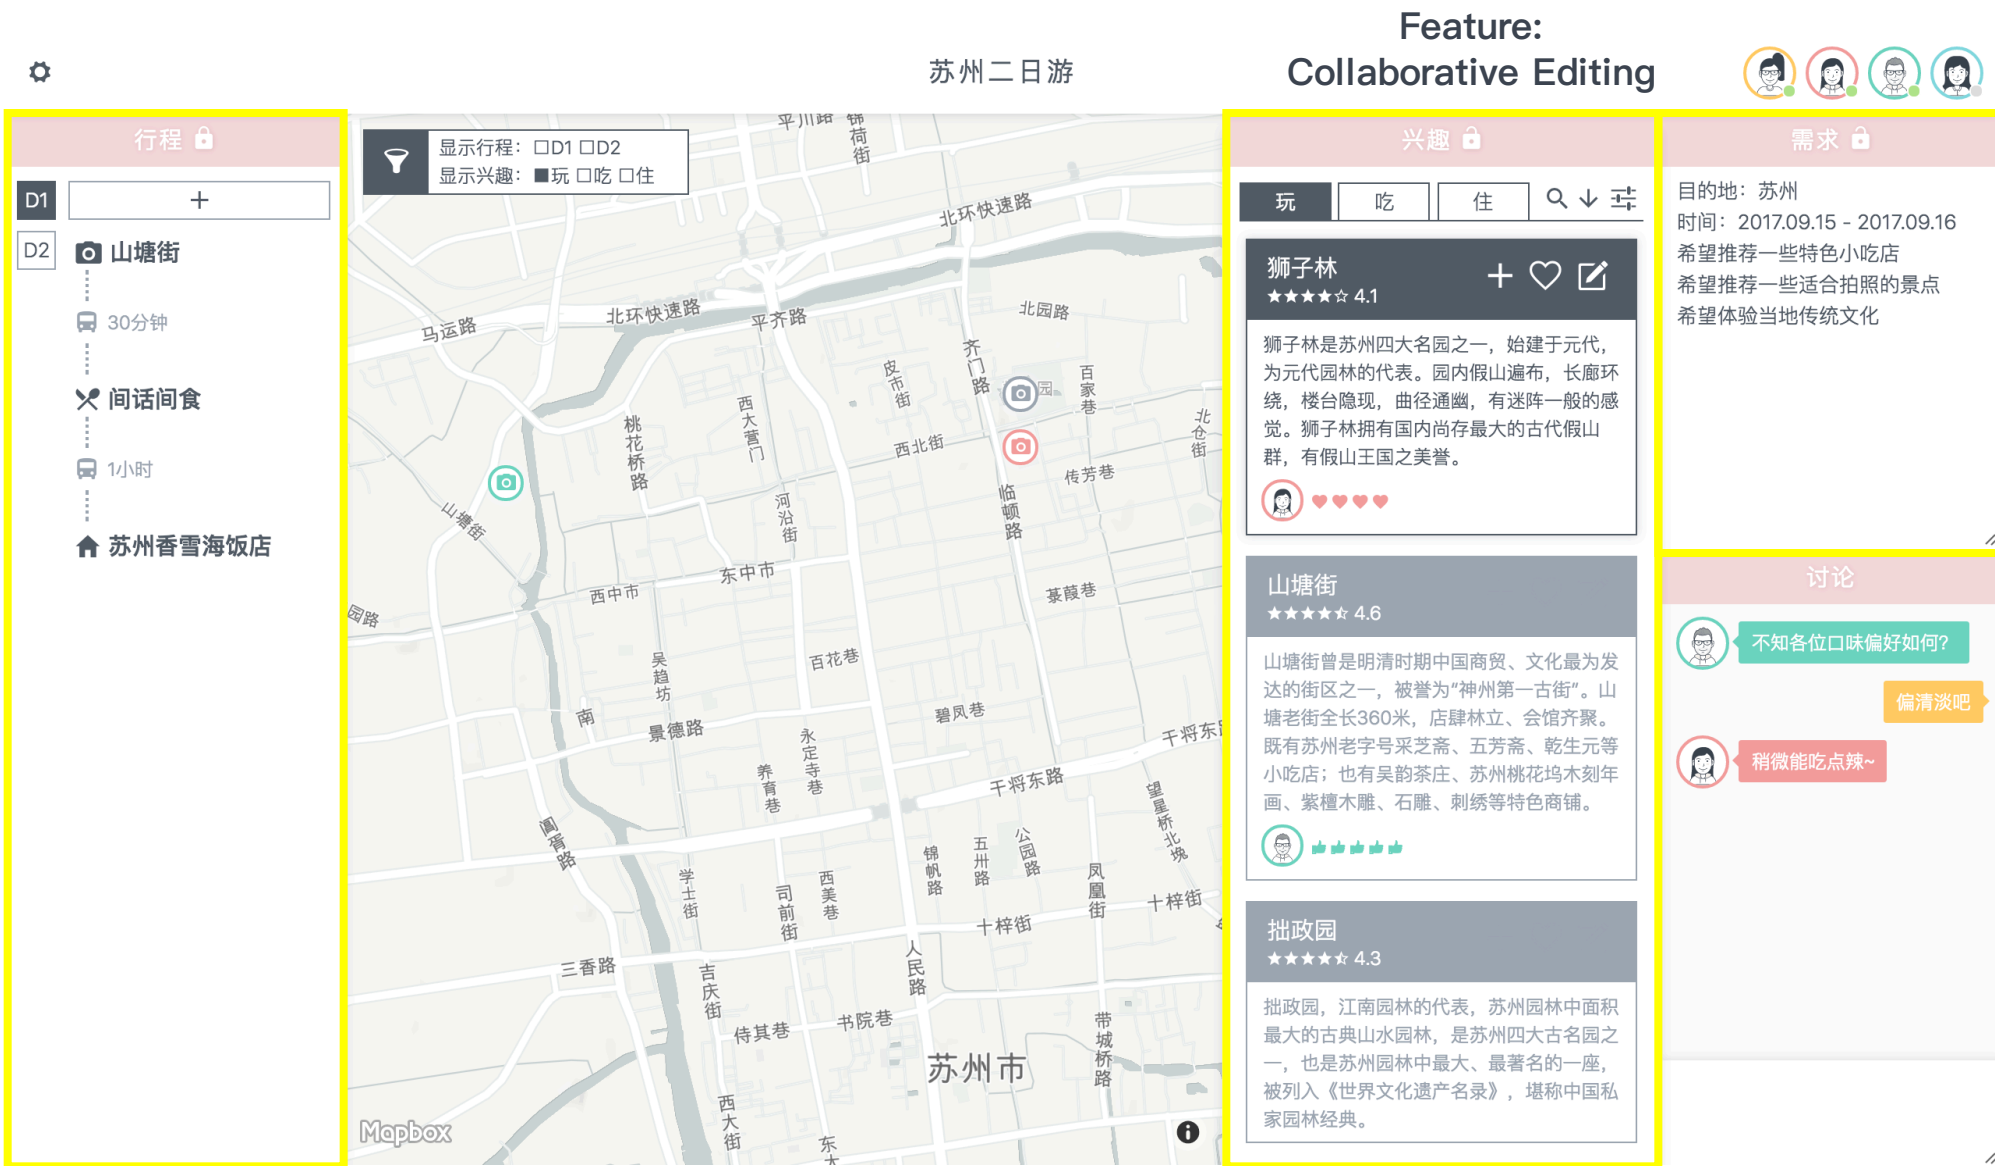 Feature:
Collaborative Editing
苏州二日游
行程
D1
+
D2
山塘街
30分钟
间话间食
1小时
苏州香雪海饭店
显示行程：□D1 □D2
显示兴趣：■玩 □吃 □住
平川路
锦荷街
北环快速路
北环快速路
马运路
平齐路
北园路
齐门路
皮市街
百家巷
园
西大营门
桃花桥路
西北街
北仓街
传芳巷
临顿路
河沿街
山塘街
东中市
西中市
菉葭巷
园路
吴趋坊
百花巷
南
景德路
碧凤巷
永定寺巷
干将东路
养育巷
干将东路
望星桥北堍
阊胥路
锦帆路
五卅路
公园路
学士街
司前街
西美巷
凤凰街
十梓街
十梓街
三香路
人民路
吉庆街
侍其巷
书院巷
带城桥路
苏州市
西大街
东大
Mapbox
兴趣
玩
吃
住
狮子林
★★★★☆ 4.1
狮子林是苏州四大名园之一，始建于元代，
为元代园林的代表。园内假山遍布，长廊环
绕，楼台隐现，曲径通幽，有迷阵一般的感
觉。狮子林拥有国内尚存最大的古代假山
群，有假山王国之美誉。
山塘街
4.6
山塘街曾是明清时期中国商贸、文化最为发
达的街区之一，被誉为“神州第一古街”。山
塘老街全长360米，店肆林立、会馆齐聚。
既有苏州老字号采芝斋、五芳斋、乾生元等
小吃店；也有吴韵茶庄、苏州桃花坞木刻年
画、紫檀木雕、石雕、刺绣等特色商铺。
拙政园
4.3
拙政园，江南园林的代表，苏州园林中面积
最大的古典山水园林，是苏州四大古名园之
一，也是苏州园林中最大、最著名的一座，
被列入《世界文化遗产名录》，堪称中国私
家园林经典。
需求
目的地：苏州
时间：2017.09.15 - 2017.09.16
希望推荐一些特色小吃店
希望推荐一些适合拍照的景点
希望体验当地传统文化
讨论
不知各位口味偏好如何?
偏清淡吧
稍微能吃点辣~